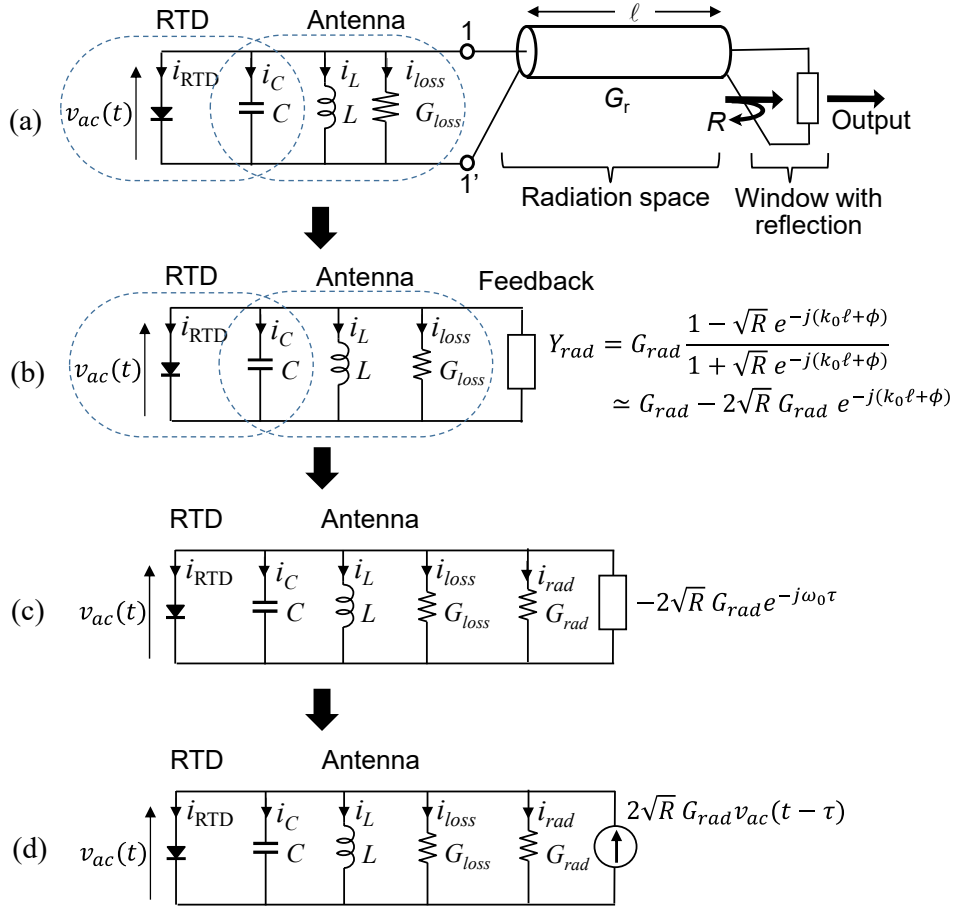 RTD Antenna
(a) v_ac(t) i_RTD i_C C i_L L i_loss G_loss 1 1' ℓ G_r R Output
Radiation space Window with
reflection
RTD Antenna Feedback
(b) v_ac(t) i_RTD i_C C i_L L i_loss G_loss Y_rad = G_rad (1 − √R e^{−j(k_0ℓ+ϕ)}) / (1 + √R e^{−j(k_0ℓ+ϕ)})
≃ G_rad − 2√R G_rad e^{−j(k_0ℓ+ϕ)}
RTD Antenna
(c) v_ac(t) i_RTD i_C C i_L L i_loss G_loss i_rad G_rad −2√R G_rad e^{−jω_0τ}
RTD Antenna
(d) v_ac(t) i_RTD i_C C i_L L i_loss G_loss i_rad G_rad 2√R G_rad v_ac(t − τ)